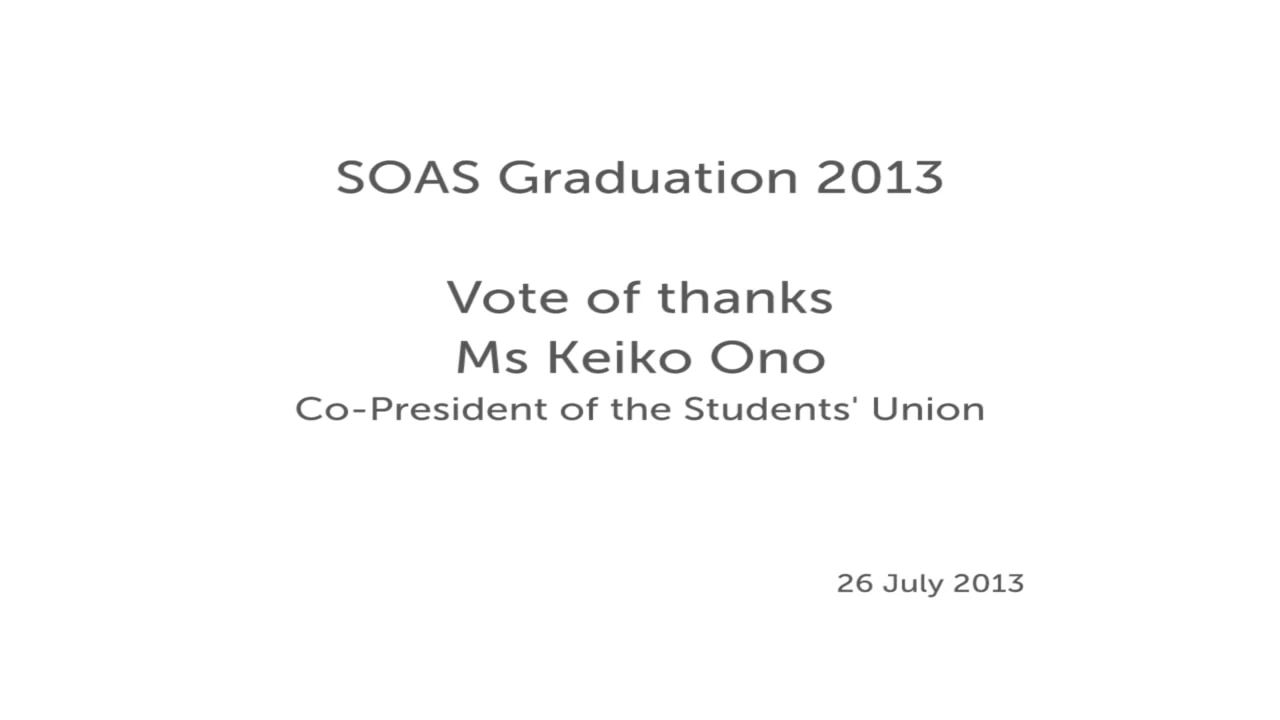 SOAS Graduation 2013
Vote of thanks
Ms Keiko Ono
Co-President of the Students' Union
26 July 2013